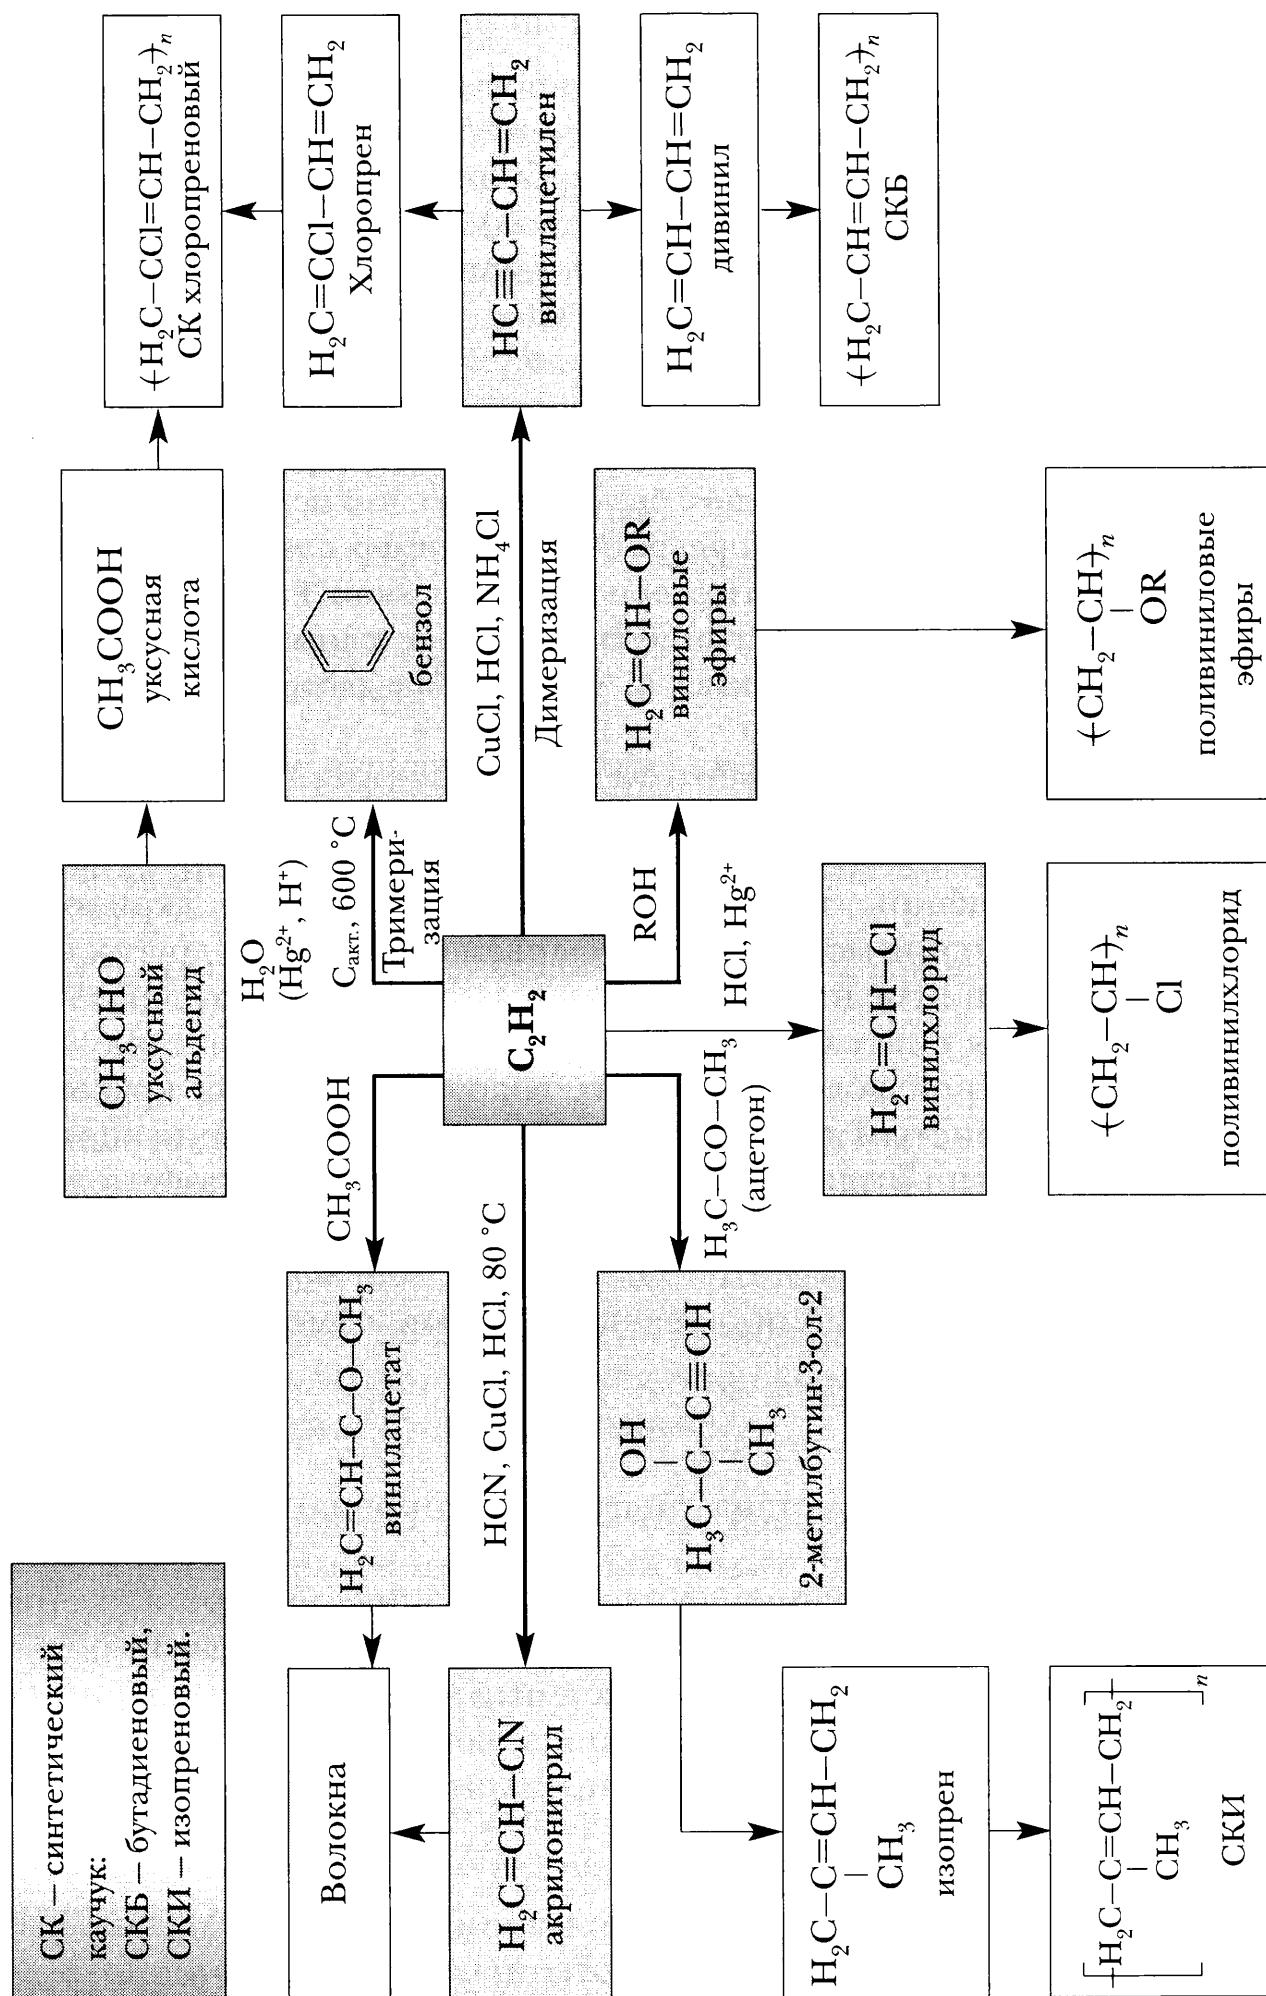 СК – синтетический
каучук:
СКБ – бутадиеновый,
СКИ – изопреновый.
CH₃CHO
уксусный
альдегид
CH₃COOH
уксусная
кислота
(H₂C–CCl=CH–CH₂)ₙ
СК хлоропреновый
H₂O
(Hg²⁺, H⁺)
Волокна
H₂C=CH–C–O–CH₃
винилацетат
CH₃COOH
Cакт., 600 °C
Тримери-
зация
бензол
H₂C=CCl–CH=CH₂
Хлоропрен
H₂C=CH–CN
акрилонитрил
HCN, CuCl, HCl, 80 °C
C₂H₂
CuCl, HCl, NH₄Cl
Димеризация
HC≡C–CH=CH₂
винилацетилен
OH
H₃C–C–C≡CH
CH₃
2-метилбутин-3-ол-2
H₃C–CO–CH₃
(ацетон)
HCl, Hg²⁺
ROH
H₂C=CH–OR
виниловые
эфиры
H₂C=CH–CH=CH₂
дивинил
H₂C–C=CH–CH₂
CH₃
изопрен
H₂C=CH–Cl
винилхлорид
(H₂C–CH=CH–CH₂)ₙ
СКБ
[H₂C–C=CH–CH₂]ₙ
CH₃
СКИ
(CH₂–CH)ₙ
Cl
поливинилхлорид
(CH₂–CH)ₙ
OR
поливиниловые
эфиры